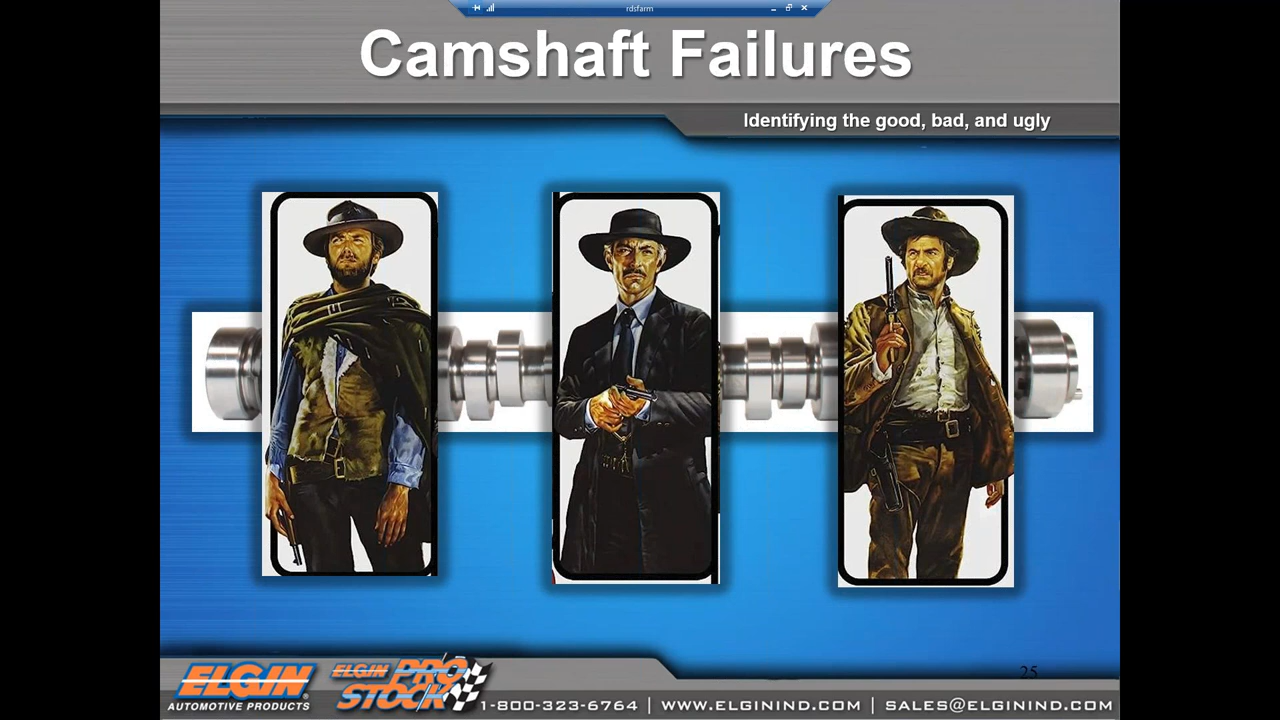 rdsfarm
Camshaft Failures
Identifying the good, bad, and ugly
25
ELGIN
AUTOMOTIVE PRODUCTS
ELGIN PRO
STOCK
1-800-323-6764 | WWW.ELGININD.COM | SALES@ELGININD.COM